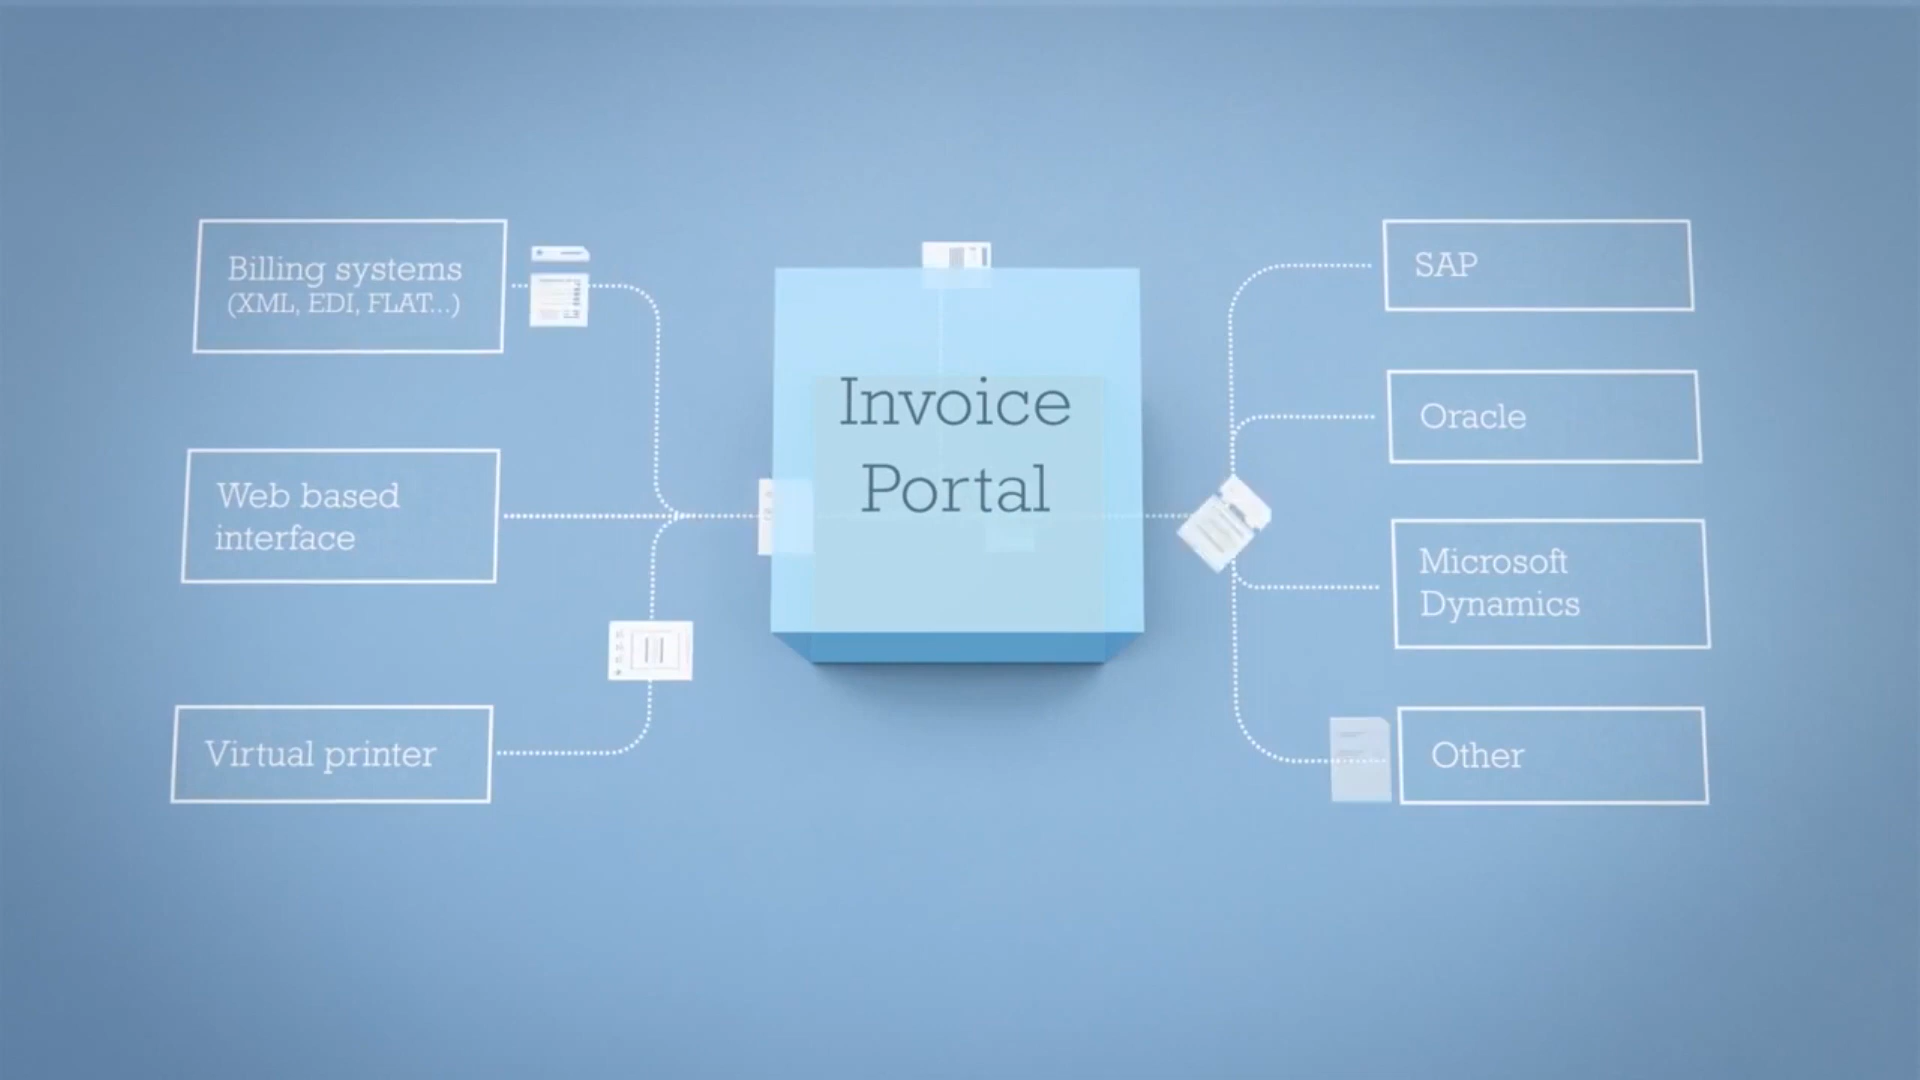 Billing systems
(XML, EDI, FLAT...)
Web based
interface
Virtual printer
Invoice
Portal
SAP
Oracle
Microsoft
Dynamics
Other